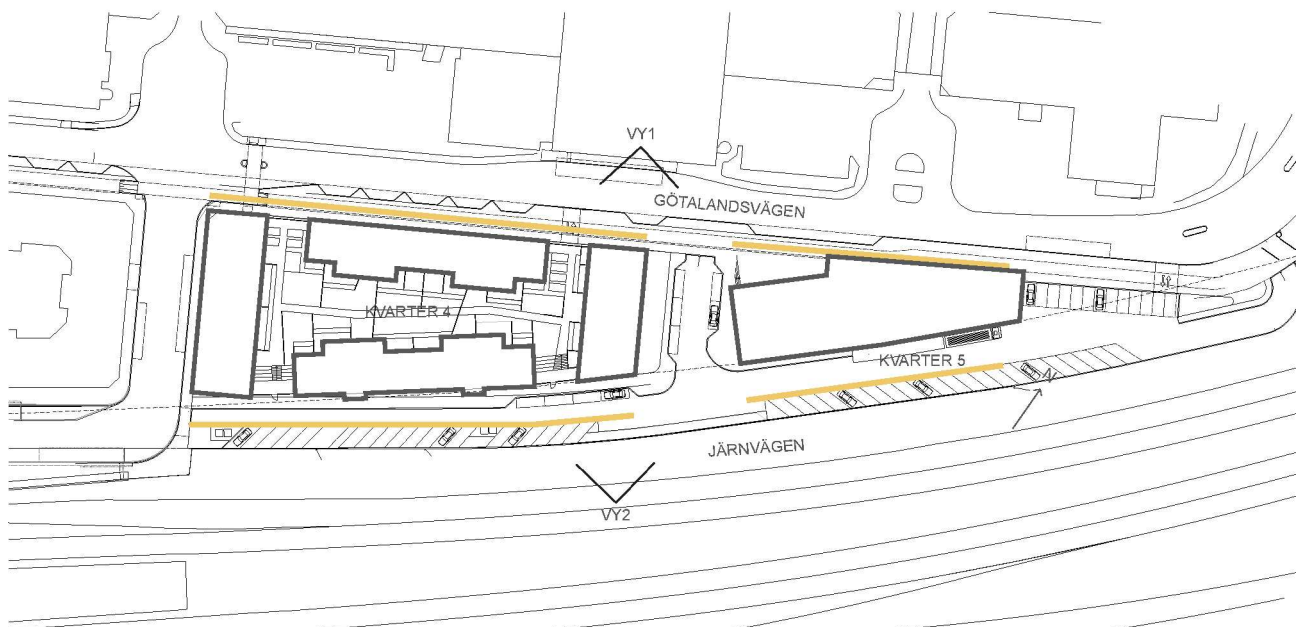 VY1
GÖTALANDSVÄGEN
KVARTER 4
KVARTER 5
N
JÄRNVÄGEN
VY2